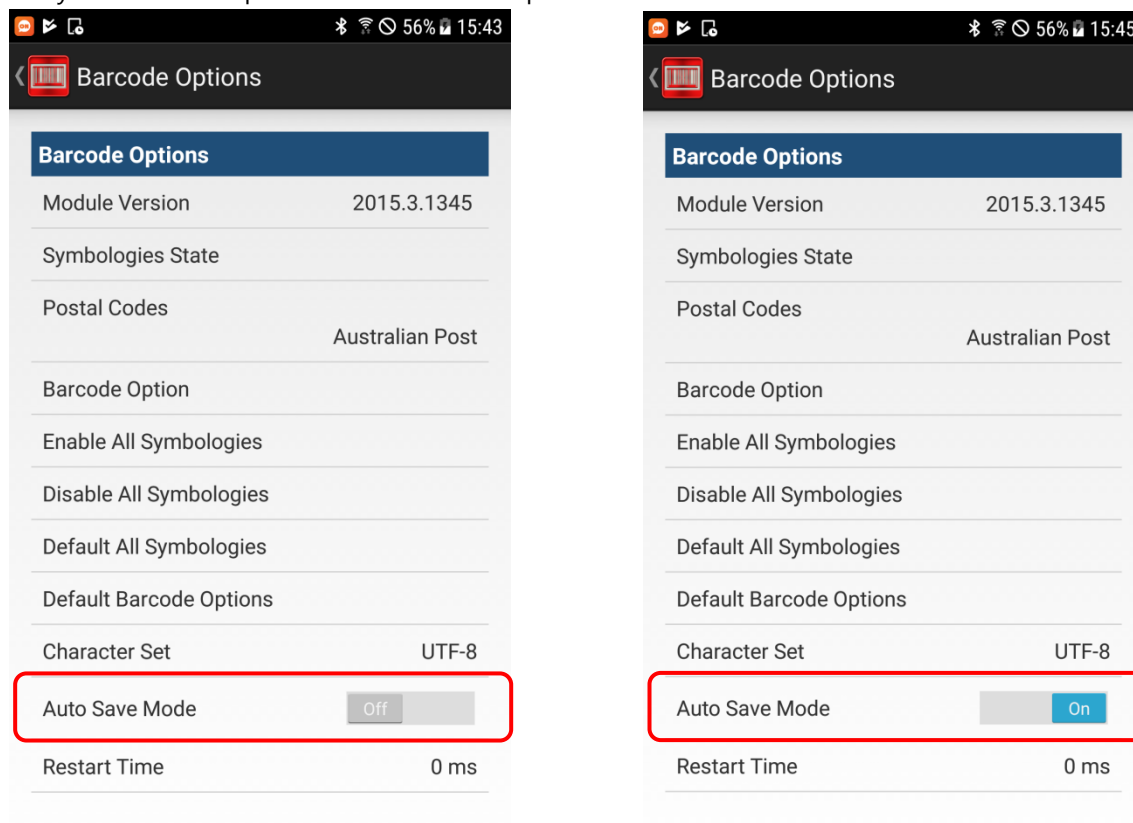 56% 15:43
Barcode Options
Barcode Options
Module Version 2015.3.1345
Symbologies State
Postal Codes
Australian Post
Barcode Option
Enable All Symbologies
Disable All Symbologies
Default All Symbologies
Default Barcode Options
Character Set UTF-8
Auto Save Mode Off
Restart Time 0 ms
56% 15:45
Barcode Options
Barcode Options
Module Version 2015.3.1345
Symbologies State
Postal Codes
Australian Post
Barcode Option
Enable All Symbologies
Disable All Symbologies
Default All Symbologies
Default Barcode Options
Character Set UTF-8
Auto Save Mode On
Restart Time 0 ms